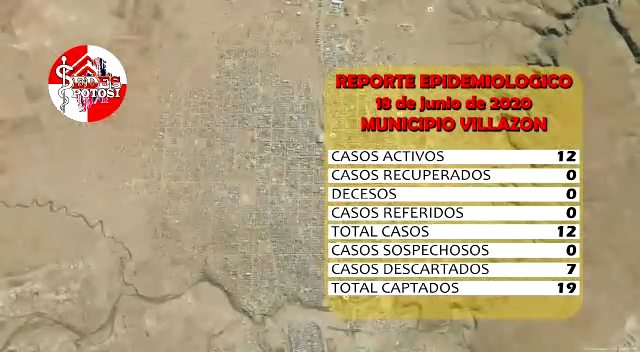 SEDES
POTOSÍ
REPORTE EPIDEMIOLOGICO
18 de Junio de 2020
MUNICIPIO VILLAZON
CASOS ACTIVOS 12
CASOS RECUPERADOS 0
DECESOS 0
CASOS REFERIDOS 0
TOTAL CASOS 12
CASOS SOSPECHOSOS 0
CASOS DESCARTADOS 7
TOTAL CAPTADOS 19